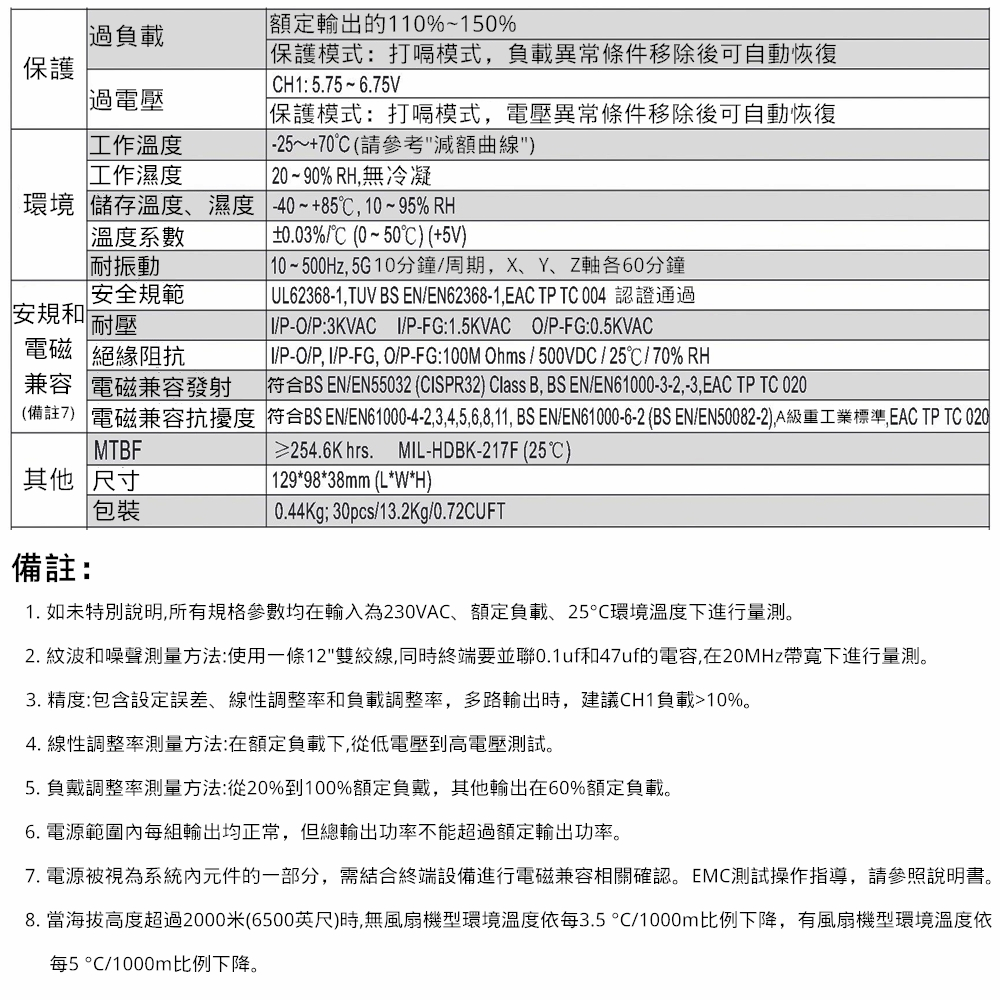 保護
過負載
額定輸出的110%~150%
保護模式：打嗝模式，負載異常條件移除後可自動恢復
過電壓
CH1: 5.75 ~ 6.75V
保護模式：打嗝模式，電壓異常條件移除後可自動恢復
環境
工作溫度
-25～+70℃(請參考"減額曲線")
工作濕度
20 ~ 90% RH,無冷凝
儲存溫度、濕度
-40 ~ +85℃, 10 ~ 95% RH
溫度系數
±0.03%/℃ (0 ~ 50℃) (+5V)
耐振動
10 ~ 500Hz, 5G 10分鐘/周期，X、Y、Z軸各60分鐘
安規和
電磁
兼容
(備註7)
安全規範
UL62368-1,TUV BS EN/EN62368-1,EAC TP TC 004 認證通過
耐壓
I/P-O/P:3KVAC I/P-FG:1.5KVAC O/P-FG:0.5KVAC
絕緣阻抗
I/P-O/P, I/P-FG, O/P-FG:100M Ohms / 500VDC / 25℃/ 70% RH
電磁兼容發射
符合BS EN/EN55032 (CISPR32) Class B, BS EN/EN61000-3-2,-3,EAC TP TC 020
電磁兼容抗擾度
符合BS EN/EN61000-4-2,3,4,5,6,8,11, BS EN/EN61000-6-2 (BS EN/EN50082-2),A級重工業標準,EAC TP TC 020
其他
MTBF
≥254.6K hrs. MIL-HDBK-217F (25℃)
尺寸
129*98*38mm (L*W*H)
包裝
0.44Kg; 30pcs/13.2Kg/0.72CUFT
備註：
1. 如未特別說明,所有規格參數均在輸入為230VAC、額定負載、25°C環境溫度下進行量測。
2. 紋波和噪聲測量方法:使用一條12"雙絞線,同時終端要並聯0.1uf和47uf的電容,在20MHz帶寬下進行量測。
3. 精度:包含設定誤差、線性調整率和負載調整率，多路輸出時，建議CH1負載>10%。
4. 線性調整率測量方法:在額定負載下,從低電壓到高電壓測試。
5. 負戴調整率測量方法:從20%到100%額定負戴，其他輸出在60%額定負載。
6. 電源範圍內每組輸出均正常，但總輸出功率不能超過額定輸出功率。
7. 電源被視為系統內元件的一部分，需結合終端設備進行電磁兼容相關確認。EMC測試操作指導，請參照說明書。
8. 當海拔高度超過2000米(6500英尺)時,無風扇機型環境溫度依每3.5 °C/1000m比例下降，有風扇機型環境溫度依
每5 °C/1000m比例下降。